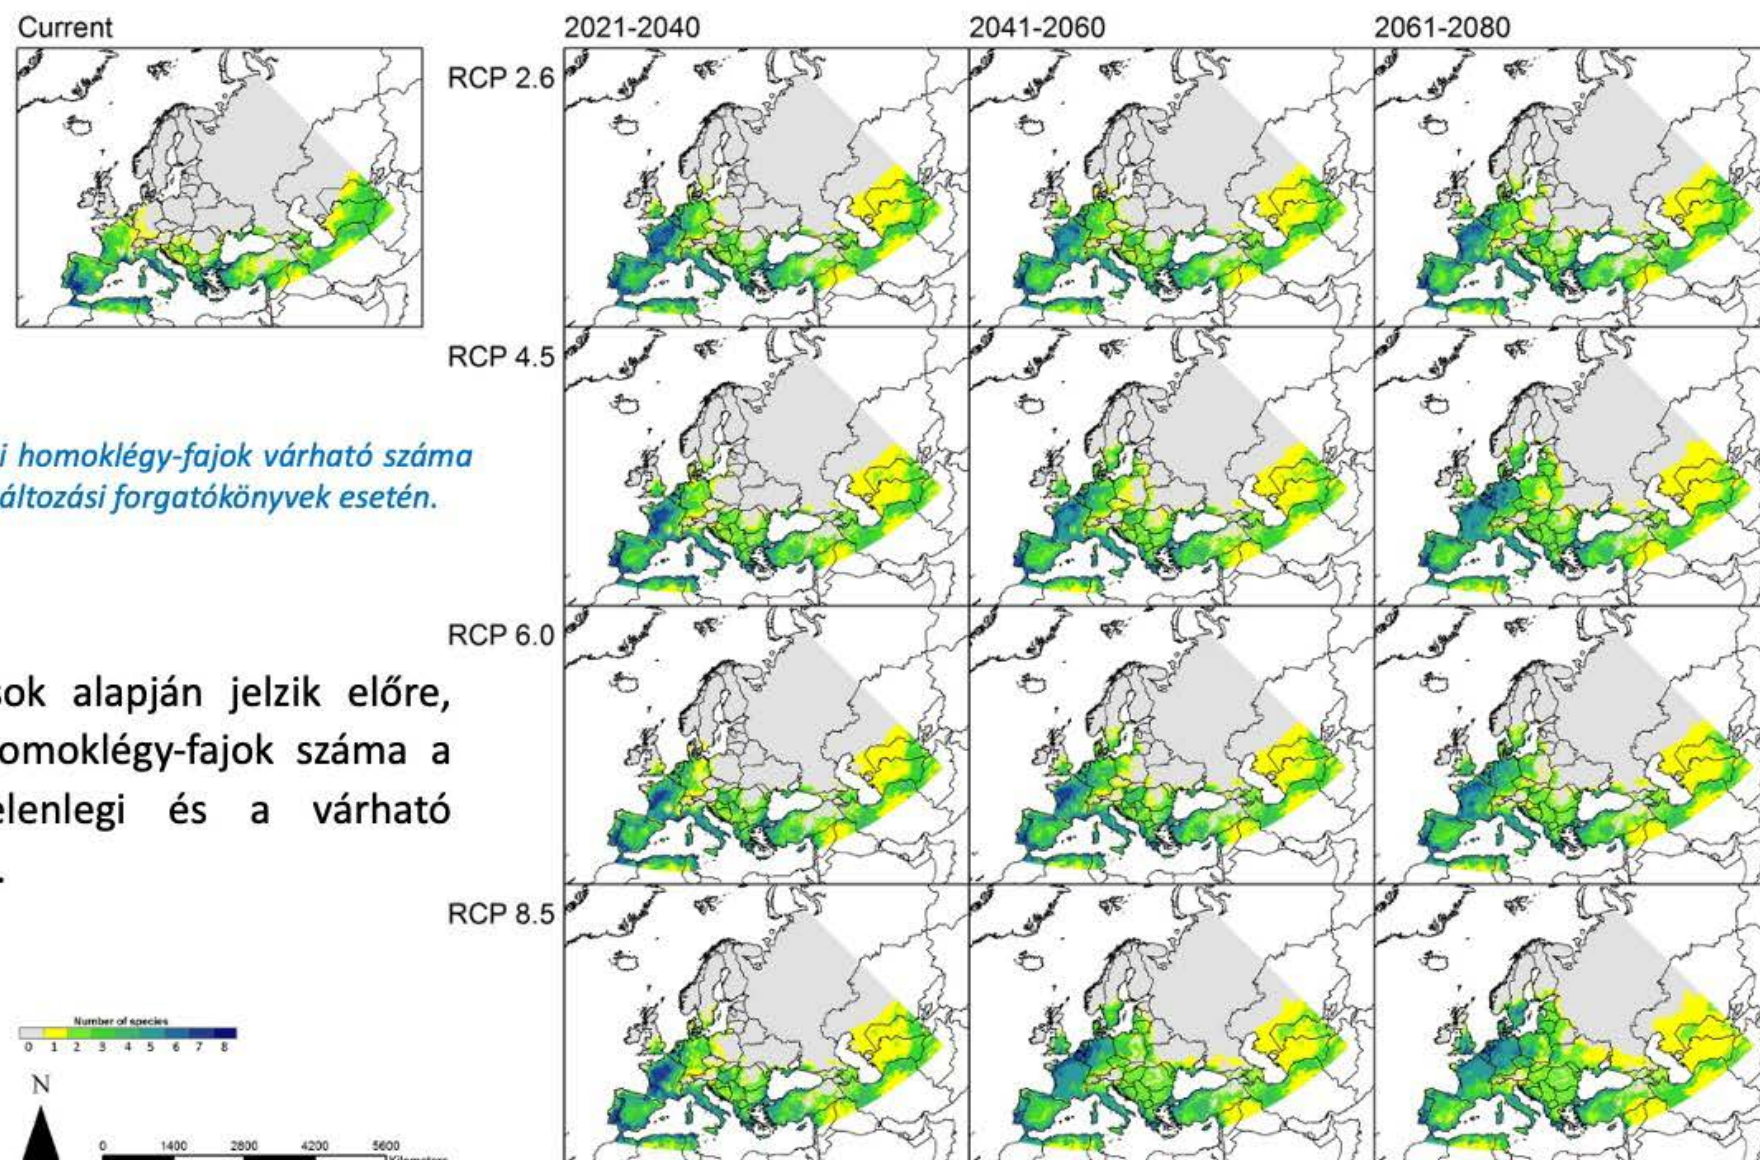 Current
2021-2040
2041-2060
2061-2080
RCP 2.6
RCP 4.5
i homoklégy-fajok várható száma
áltozási forgatókönyvek esetén.
RCP 6.0
sok alapján jelzik előre,
omoklégy-fajok száma a
elenlegi és a várható
.
RCP 8.5
Number of species
0 1 2 3 4 5 6 7 8
N
0 1400 2800 4200 5600
Kilometers